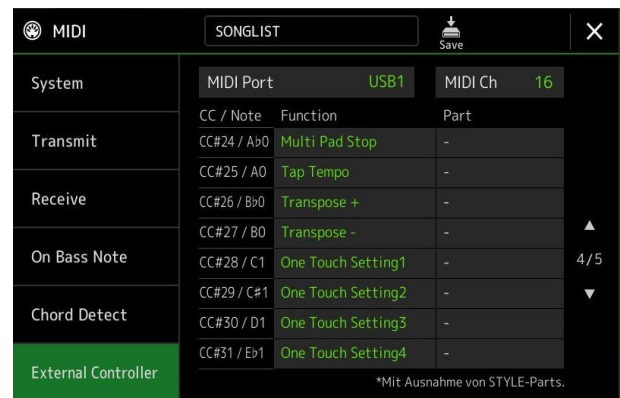 MIDI
SONGLIST
Save
System
Transmit
Receive
On Bass Note
Chord Detect
External Controller
MIDI Port USB1 MIDI Ch 16
CC / Note Function Part
CC#24 / A♭0 Multi Pad Stop -
CC#25 / A0 Tap Tempo -
CC#26 / B♭0 Transpose + -
CC#27 / B0 Transpose - -
CC#28 / C1 One Touch Setting1 -
CC#29 / C♯1 One Touch Setting2 -
CC#30 / D1 One Touch Setting3 -
CC#31 / E♭1 One Touch Setting4 -
4/5
*Mit Ausnahme von STYLE-Parts.